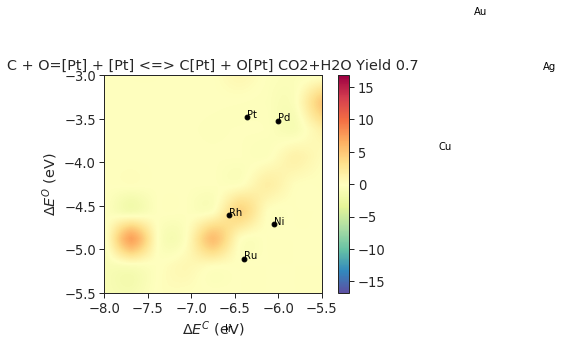 Au
C + O=[Pt] + [Pt] <=> C[Pt] + O[Pt] CO2+H2O Yield 0.7
Ag
−3.0
−3.5
−4.0
−4.5
−5.0
−5.5
ΔE^O (eV)
Pt
Pd
Rh
Ni
Ru
15
10
5
0
−5
−10
−15
Cu
−8.0 −7.5 −7.0 −6.5 −6.0 −5.5
ΔE^C (eV)
Ir